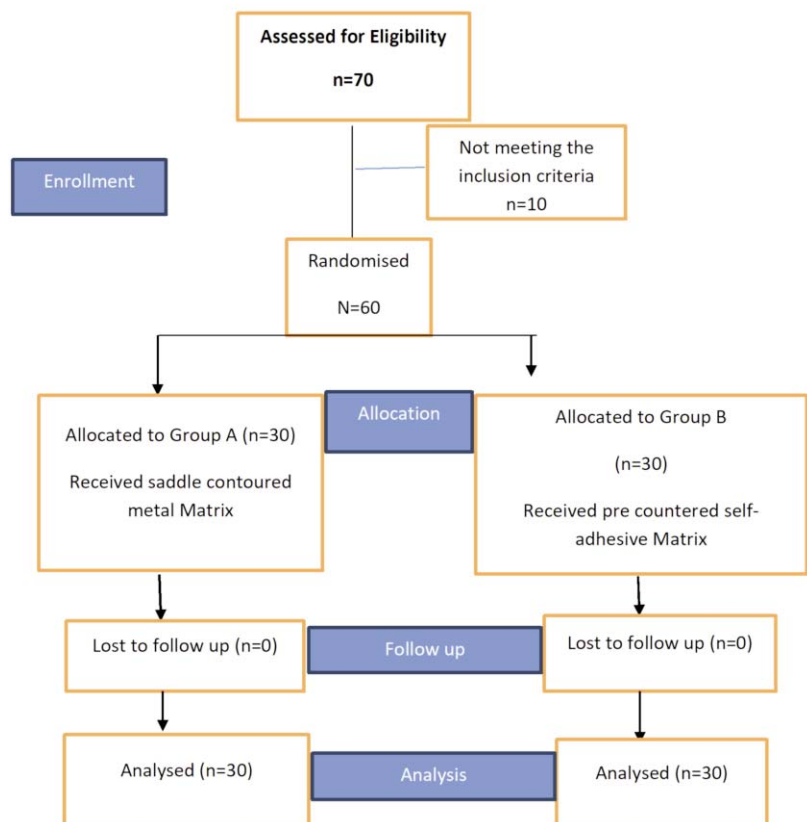 Assessed for Eligibility
n=70
Enrollment
Not meeting the
inclusion criteria
n=10
Randomised
N=60
Allocated to Group A (n=30)
Received saddle contoured
metal Matrix
Allocation
Allocated to Group B
(n=30)
Received pre countered self-
adhesive Matrix
Lost to follow up (n=0)
Follow up
Lost to follow up (n=0)
Analysed (n=30)
Analysis
Analysed (n=30)